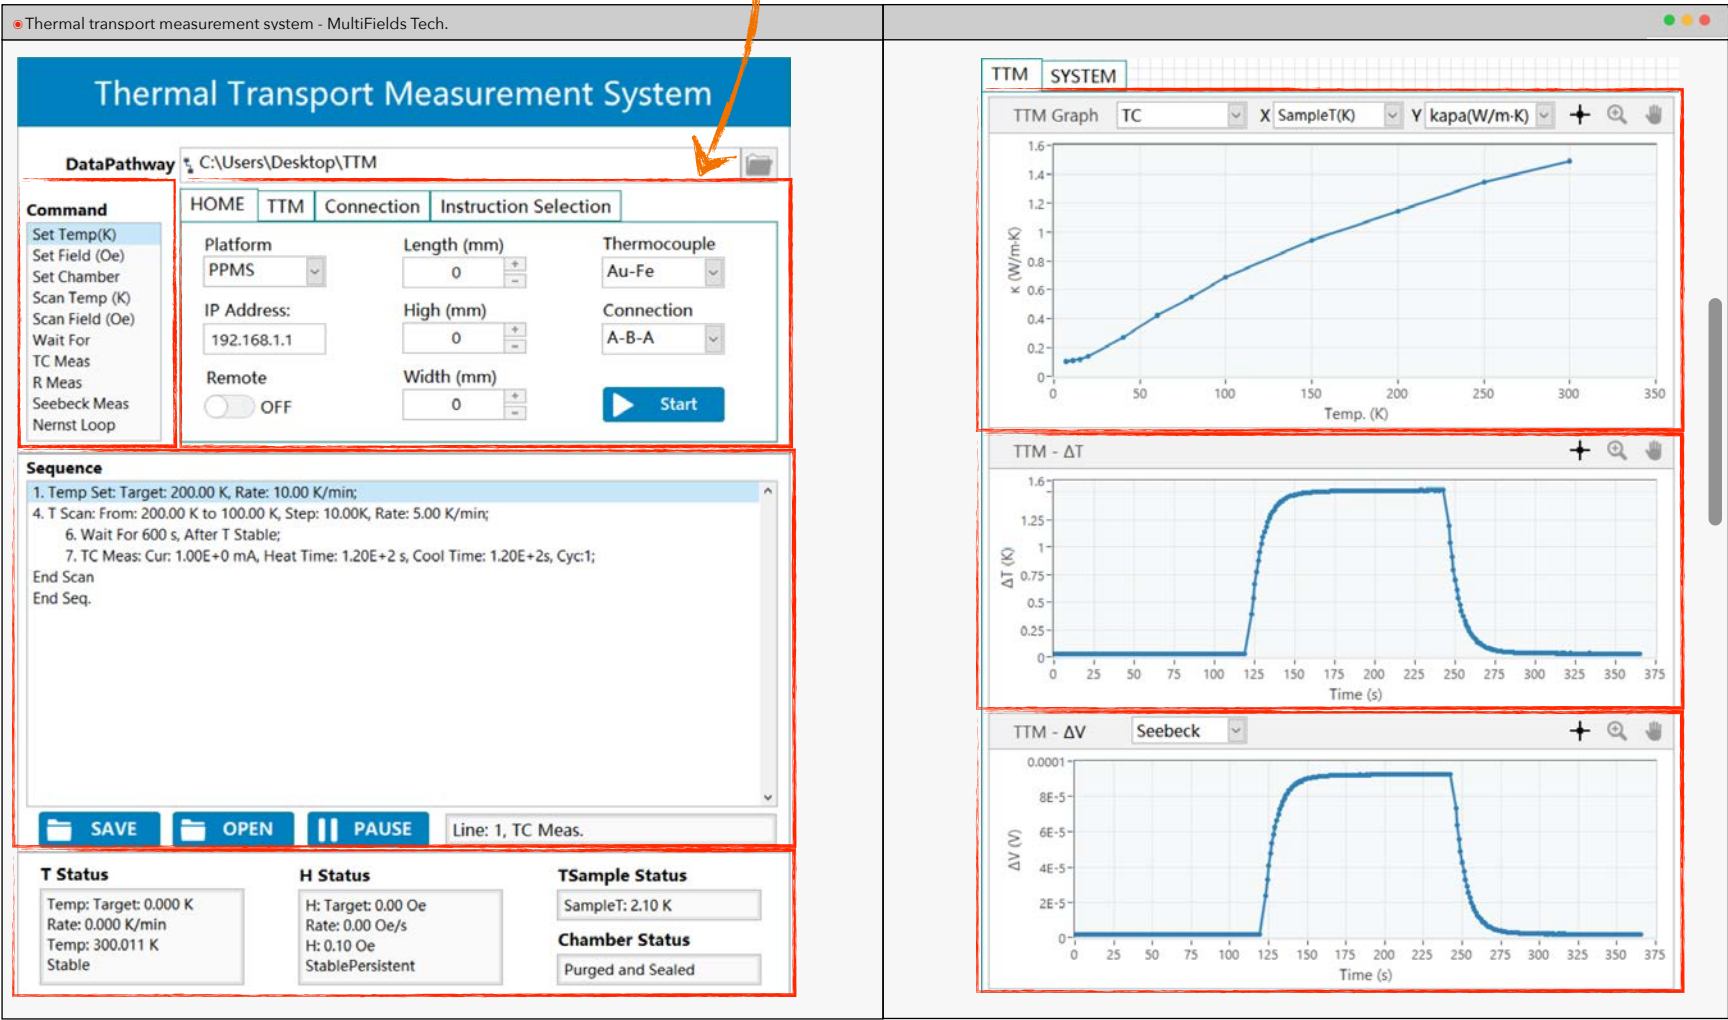 Thermal transport measurement system - MultiFields Tech.
Thermal Transport Measurement System
DataPathway C:\Users\Desktop\TTM
Command
Set Temp(K)
Set Field (Oe)
Set Chamber
Scan Temp (K)
Scan Field (Oe)
Wait For
TC Meas
R Meas
Seebeck Meas
Nernst Loop
HOME TTM Connection Instruction Selection
Platform Length (mm) Thermocouple
PPMS 0 Au-Fe
IP Address: High (mm) Connection
192.168.1.1 0 A-B-A
Remote Width (mm)
OFF 0 Start
Sequence
1. Temp Set: Target: 200.00 K, Rate: 10.00 K/min;
4. T Scan: From: 200.00 K to 100.00 K, Step: 10.00K, Rate: 5.00 K/min;
6. Wait For 600 s, After T Stable;
7. TC Meas: Cur: 1.00E+0 mA, Heat Time: 1.20E+2 s, Cool Time: 1.20E+2s, Cyc:1;
End Scan
End Seq.
SAVE OPEN PAUSE Line: 1, TC Meas.
T Status
Temp: Target: 0.000 K
Rate: 0.000 K/min
Temp: 300.011 K
Stable
H Status
H: Target: 0.00 Oe
Rate: 0.00 Oe/s
H: 0.10 Oe
StablePersistent
TSample Status
SampleT: 2.10 K
Chamber Status
Purged and Sealed
TTM SYSTEM
TTM Graph TC X SampleT(K) Y kapa(W/m·K)
κ (W/m·K)
1.6
1.4
1.2
1
0.8
0.6
0.4
0.2
0
0 50 100 150 200 250 300 350
Temp. (K)
TTM - ΔT
ΔT (K)
1.6
1.25
1
0.75
0.5
0.25
0
0 25 50 75 100 125 150 175 200 225 250 275 300 325 350 375
Time (s)
TTM - ΔV Seebeck
ΔV (V)
0.0001
8E-5
6E-5
4E-5
2E-5
0
0 25 50 75 100 125 150 175 200 225 250 275 300 325 350 375
Time (s)